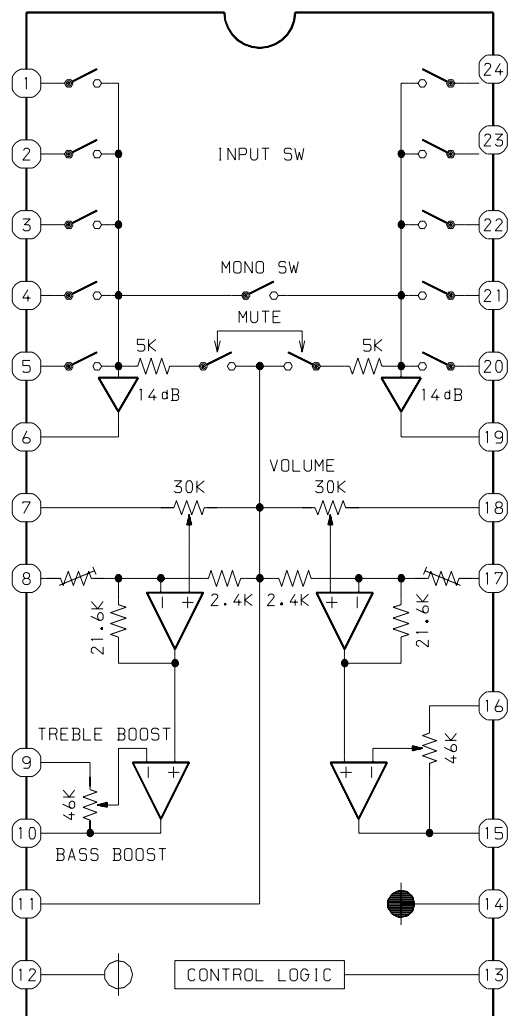 1
24
2
INPUT SW
23
3
22
MONO SW
4
21
MUTE
5K
5K
5
20
14dB
14dB
6
19
VOLUME
30K
30K
7
18
8
17
2.4K
2.4K
21.6K
21.6K
- +
+ -
16
TREBLE BOOST
46K
9
- +
+ -
46K
10
15
BASS BOOST
11
14
12
CONTROL LOGIC
13